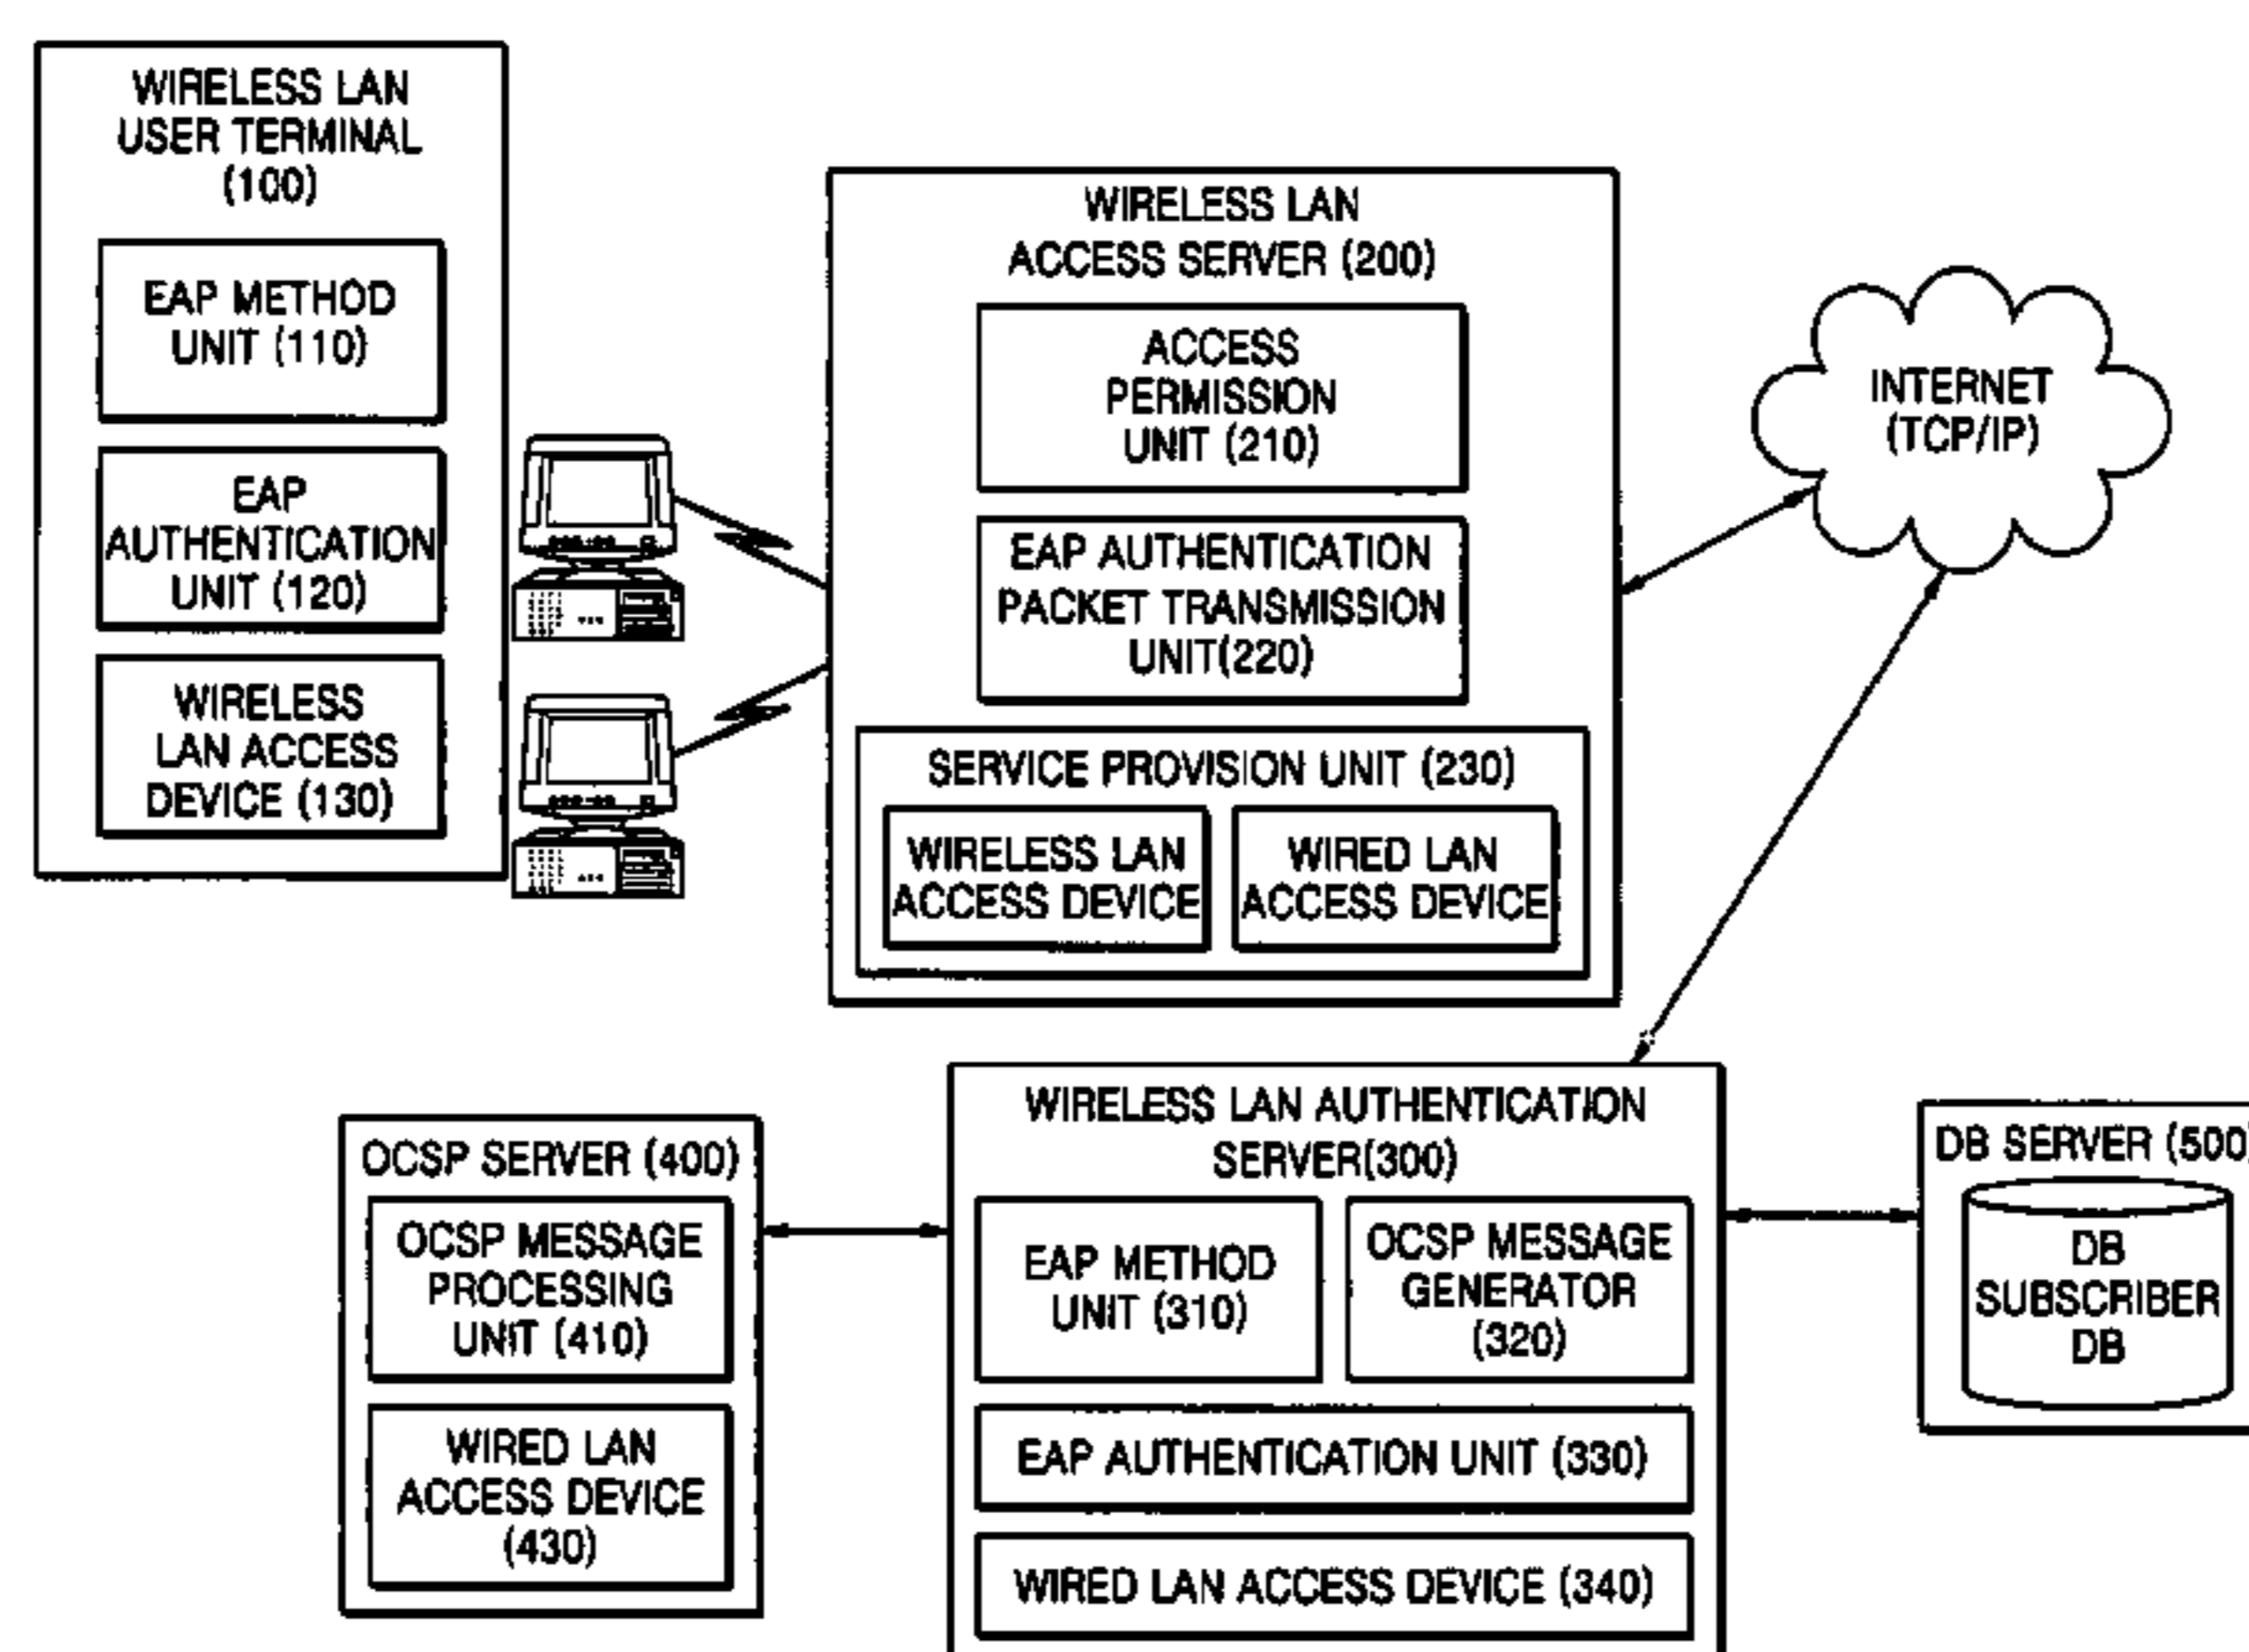 WIRELESS LAN
USER TERMINAL
(100)
EAP METHOD
UNIT (110)
EAP
AUTHENTICATION
UNIT (120)
WIRELESS
LAN ACCESS
DEVICE (130)
WIRELESS LAN
ACCESS SERVER (200)
ACCESS
PERMISSION
UNIT (210)
EAP AUTHENTICATION
PACKET TRANSMISSION
UNIT(220)
SERVICE PROVISION UNIT (230)
WIRELESS LAN
ACCESS DEVICE
WIRED LAN
ACCESS DEVICE
INTERNET
(TCP/IP)
OCSP SERVER (400)
OCSP MESSAGE
PROCESSING
UNIT (410)
WIRED LAN
ACCESS DEVICE
(430)
WIRELESS LAN AUTHENTICATION
SERVER(300)
EAP METHOD
UNIT (310)
OCSP MESSAGE
GENERATOR
(320)
EAP AUTHENTICATION UNIT (330)
WIRED LAN ACCESS DEVICE (340)
DB SERVER (500)
DB
SUBSCRIBER
DB